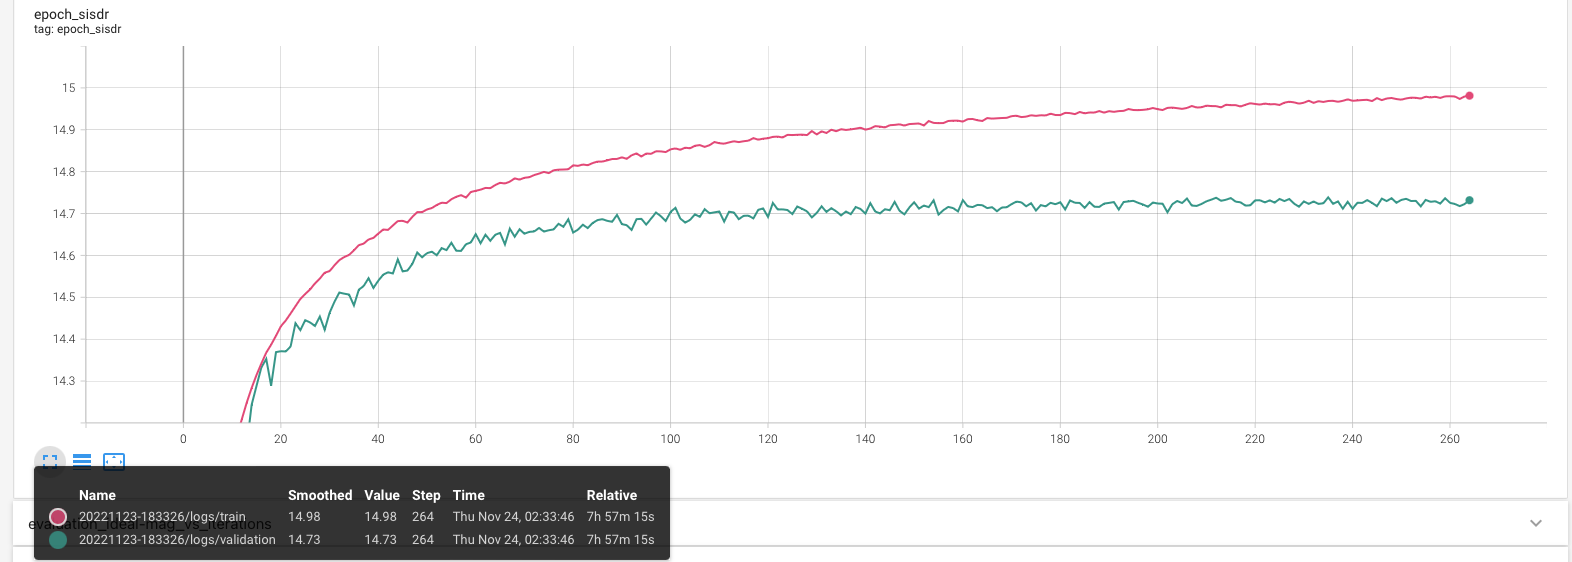 epoch_sisdr
tag: epoch_sisdr
15
14.9
14.8
14.7
14.6
14.5
14.4
14.3
0 20 40 60 80 100 120 140 160 180 200 220 240 260
Name Smoothed Value Step Time Relative
20221123-183326/logs/train 14.98 14.98 264 Thu Nov 24, 02:33:46 7h 57m 15s
evaluation_ideal-mag_vs_iterations
20221123-183326/logs/validation 14.73 14.73 264 Thu Nov 24, 02:33:46 7h 57m 15s